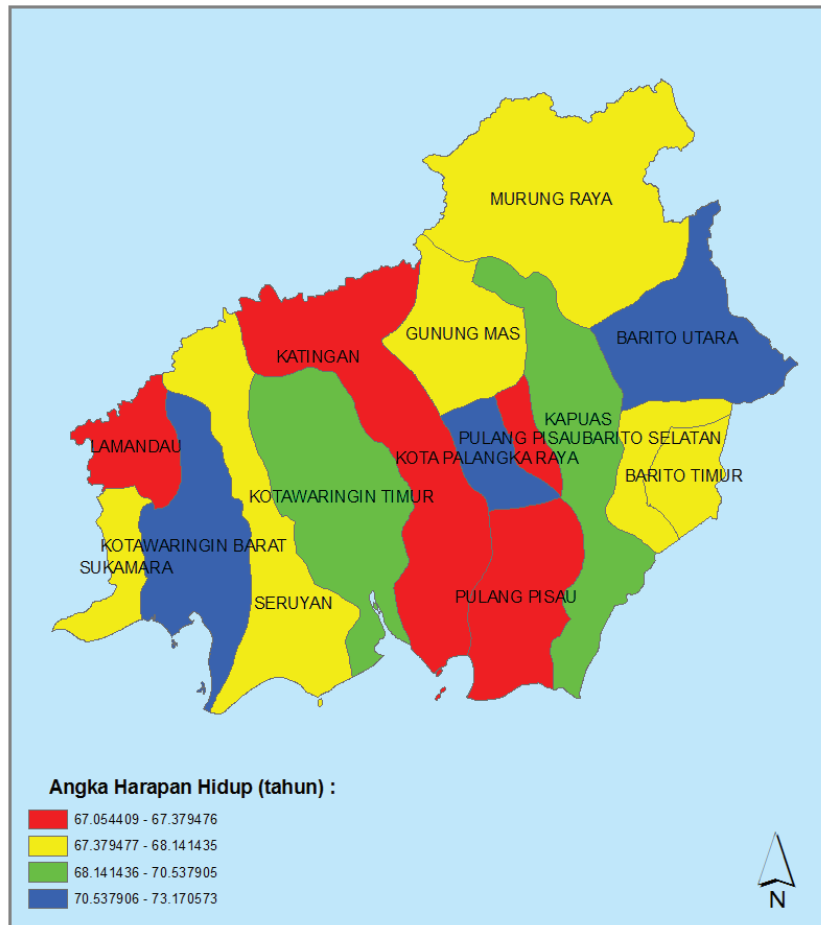 MURUNG RAYA
GUNUNG MAS
BARITO UTARA
KATINGAN
KAPUAS
PULANG PISAU
BARITO SELATAN
LAMANDAU
KOTA PALANGKA RAYA
BARITO TIMUR
KOTAWARINGIN TIMUR
KOTAWARINGIN BARAT
SUKAMARA
PULANG PISAU
SERUYAN
Angka Harapan Hidup (tahun) :
67.054409 - 67.379476
67.379477 - 68.141435
68.141436 - 70.537905
70.537906 - 73.170573
N